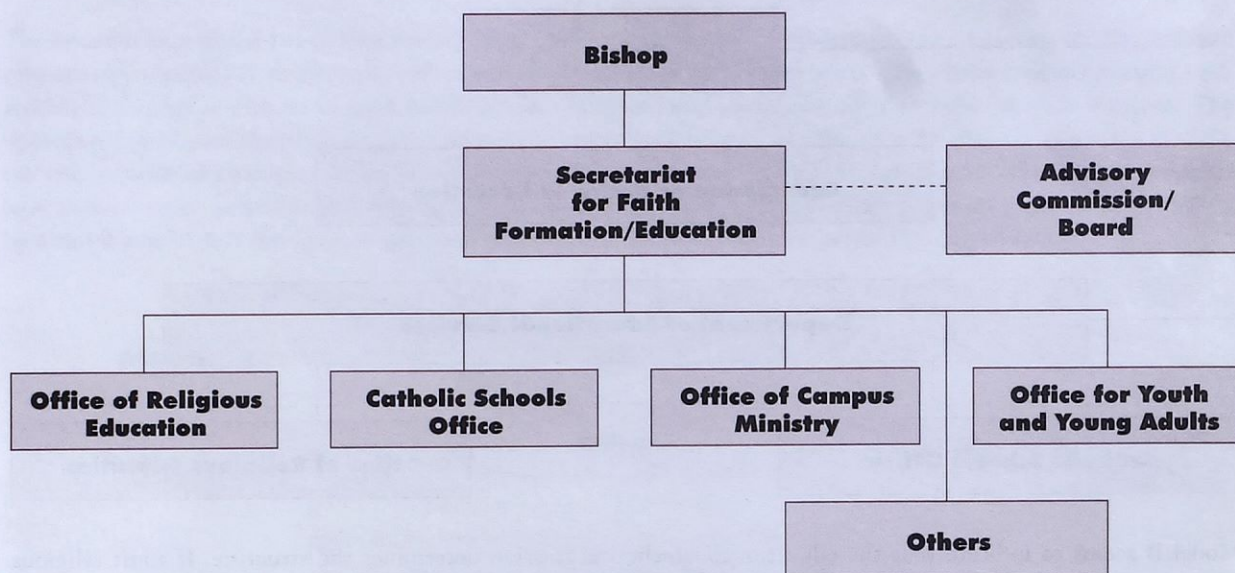 Bishop
Secretariat
for Faith
Formation/Education
Advisory
Commission/
Board
Office of Religious
Education
Catholic Schools
Office
Office of Campus
Ministry
Office for Youth
and Young Adults
Others